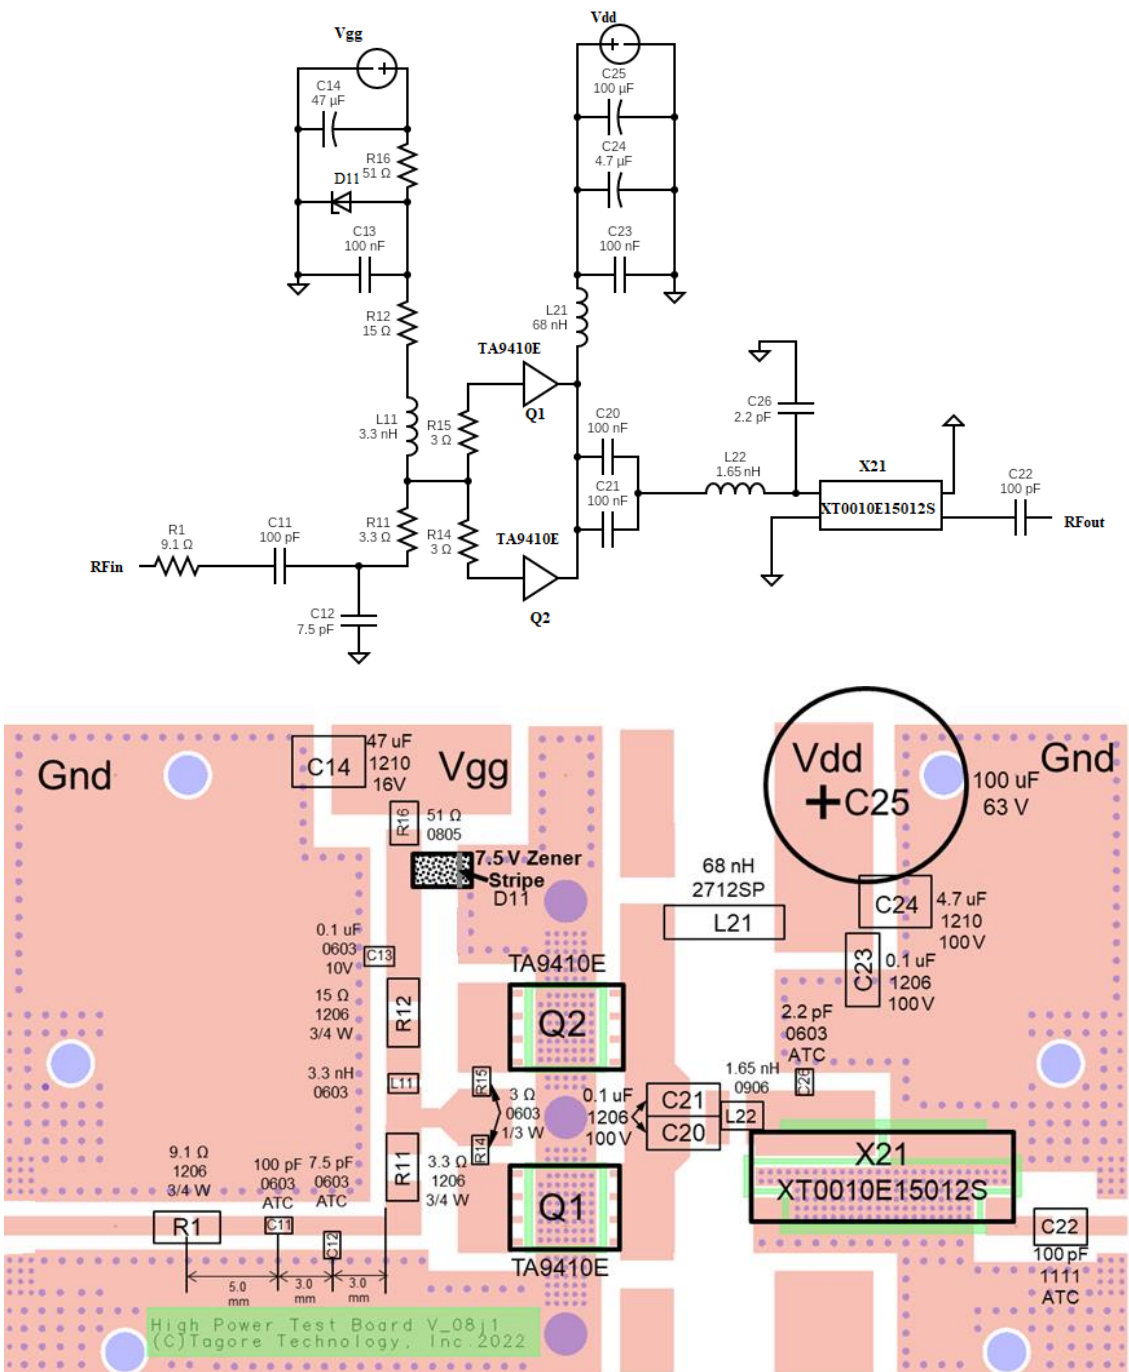 Vgg
Vdd
C14
47 µF
C25
100 µF
R16
51 Ω
C24
4.7 µF
D11
C13
100 nF
C23
100 nF
R12
15 Ω
L21
68 nH
TA9410E
Q1
L11
3.3 nH
R15
3 Ω
C20
100 nF
C26
2.2 pF
L22
1.65 nH
X21
XT0010E15012S
C22
100 pF
RFout
C21
100 nF
R1
9.1 Ω
C11
100 pF
R11
3.3 Ω
R14
3 Ω
TA9410E
Q2
RFin
C12
7.5 pF
Gnd
C14
47 uF
1210
16V
Vgg
Vdd
+C25
100 uF
63 V
Gnd
R16
51 Ω
0805
7.5V Zener
Stripe
D11
68 nH
2712SP
L21
C24
4.7 uF
1210
100V
0.1 uF
0603
10V
C13
TA9410E
Q2
C23
0.1 uF
1206
100V
15 Ω
1206
3/4 W
R12
2.2 pF
0603
ATC
C26
3.3 nH
0603
L11
R15
3 Ω
0603
1/3 W
R14
0.1 uF
1206
100V
C21
C20
1.65 nH
0906
L22
9.1 Ω
1206
3/4 W
R1
100 pF
0603
ATC
C11
7.5 pF
0603
ATC
C12
R11
3.3 Ω
1206
3/4 W
Q1
TA9410E
X21
XT0010E15012S
C22
100 pF
1111
ATC
5.0
mm
3.0
mm
3.0
mm
High Power Test Board V_08j1
(C)Tagore Technology, Inc 2022